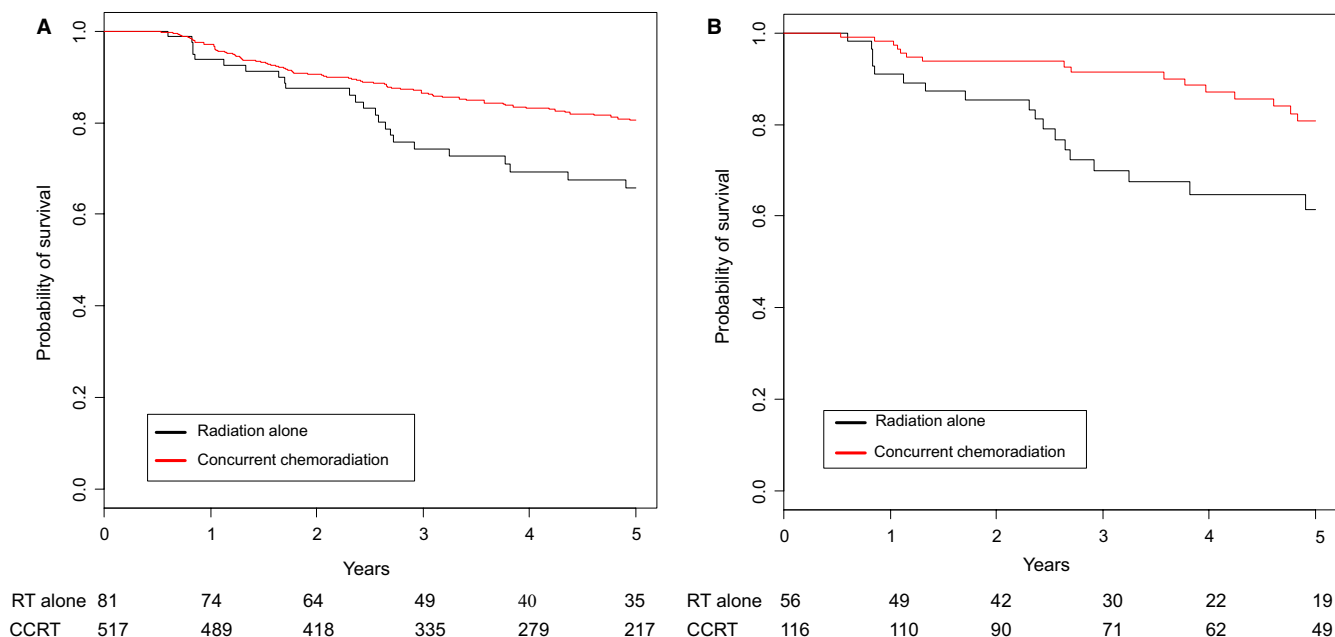 A
Probability of survival
1.0
0.8
0.6
0.4
0.2
0.0
Radiation alone
Concurrent chemoradiation
0 1 2 3 4 5
Years
RT alone 81 74 64 49 40 35
CCRT 517 489 418 335 279 217
B
Probability of survival
1.0
0.8
0.6
0.4
0.2
0.0
Radiation alone
Concurrent chemoradiation
0 1 2 3 4 5
Years
RT alone 56 49 42 30 22 19
CCRT 116 110 90 71 62 49